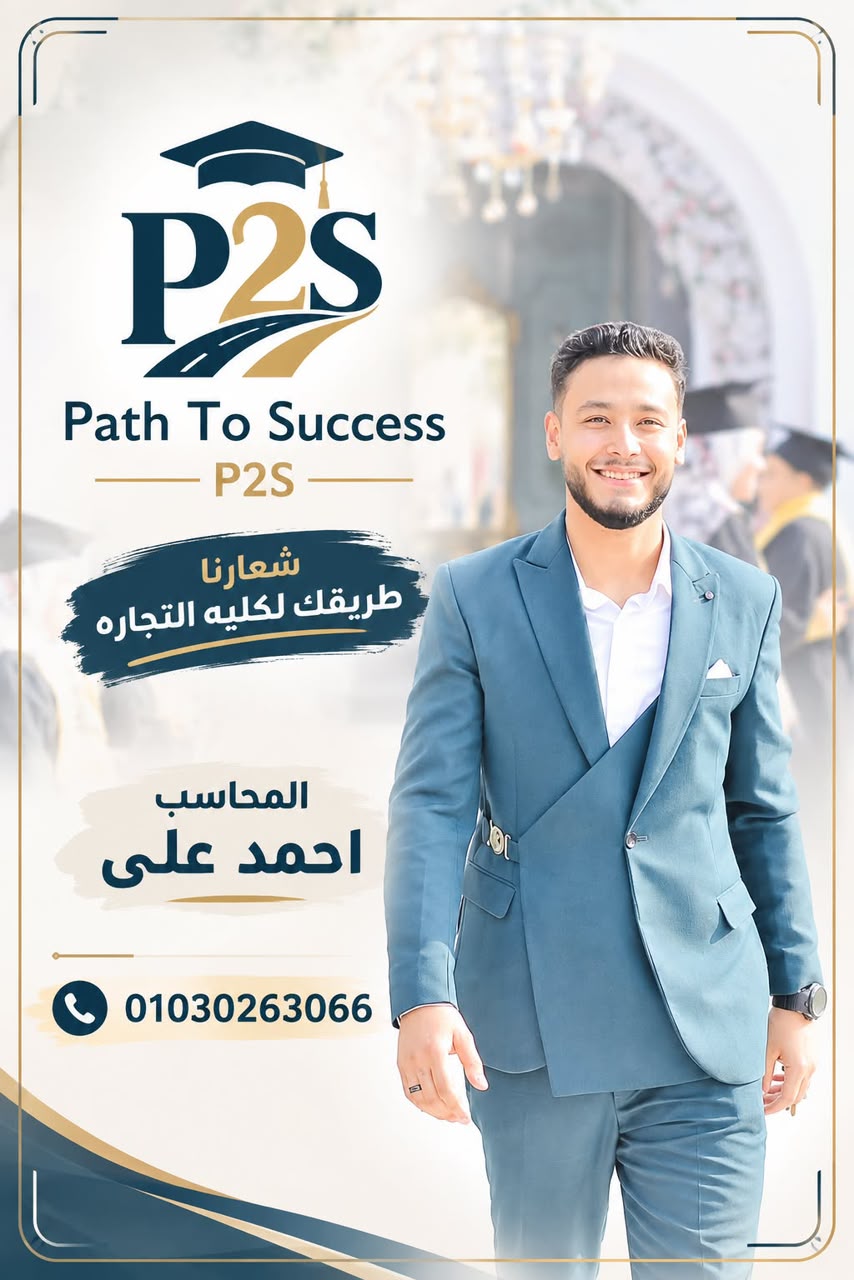 P2S
Path To Success
P2S
شعارنا
طريقك لكليه التجاره
المحاسب
احمد على
01030263066